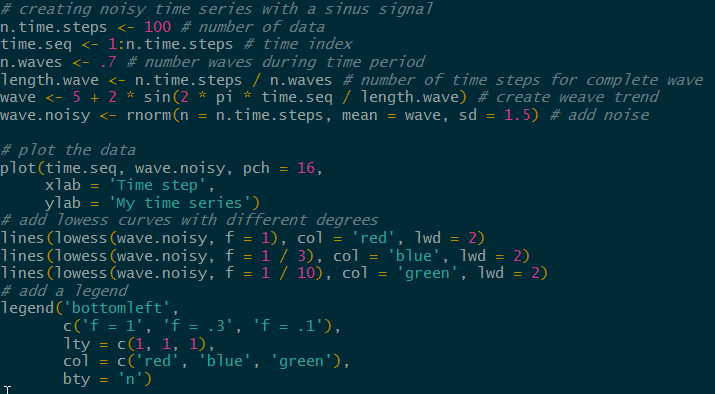 # creating noisy time series with a sinus signal
n.time.steps <- 100 # number of data
time.seq <- 1:n.time.steps # time index
n.waves <- .7 # number waves during time period
length.wave <- n.time.steps / n.waves # number of time steps for complete wave
wave <- 5 + 2 * sin(2 * pi * time.seq / length.wave) # create weave trend
wave.noisy <- rnorm(n = n.time.steps, mean = wave, sd = 1.5) # add noise

# plot the data
plot(time.seq, wave.noisy, pch = 16,
     xlab = 'Time step',
     ylab = 'My time series')
# add lowess curves with different degrees
lines(lowess(wave.noisy, f = 1), col = 'red', lwd = 2)
lines(lowess(wave.noisy, f = 1 / 3), col = 'blue', lwd = 2)
lines(lowess(wave.noisy, f = 1 / 10), col = 'green', lwd = 2)
# add a legend
legend('bottomleft',
       c('f = 1', 'f = .3', 'f = .1'),
       lty = c(1, 1, 1),
       col = c('red', 'blue', 'green'),
       bty = 'n')